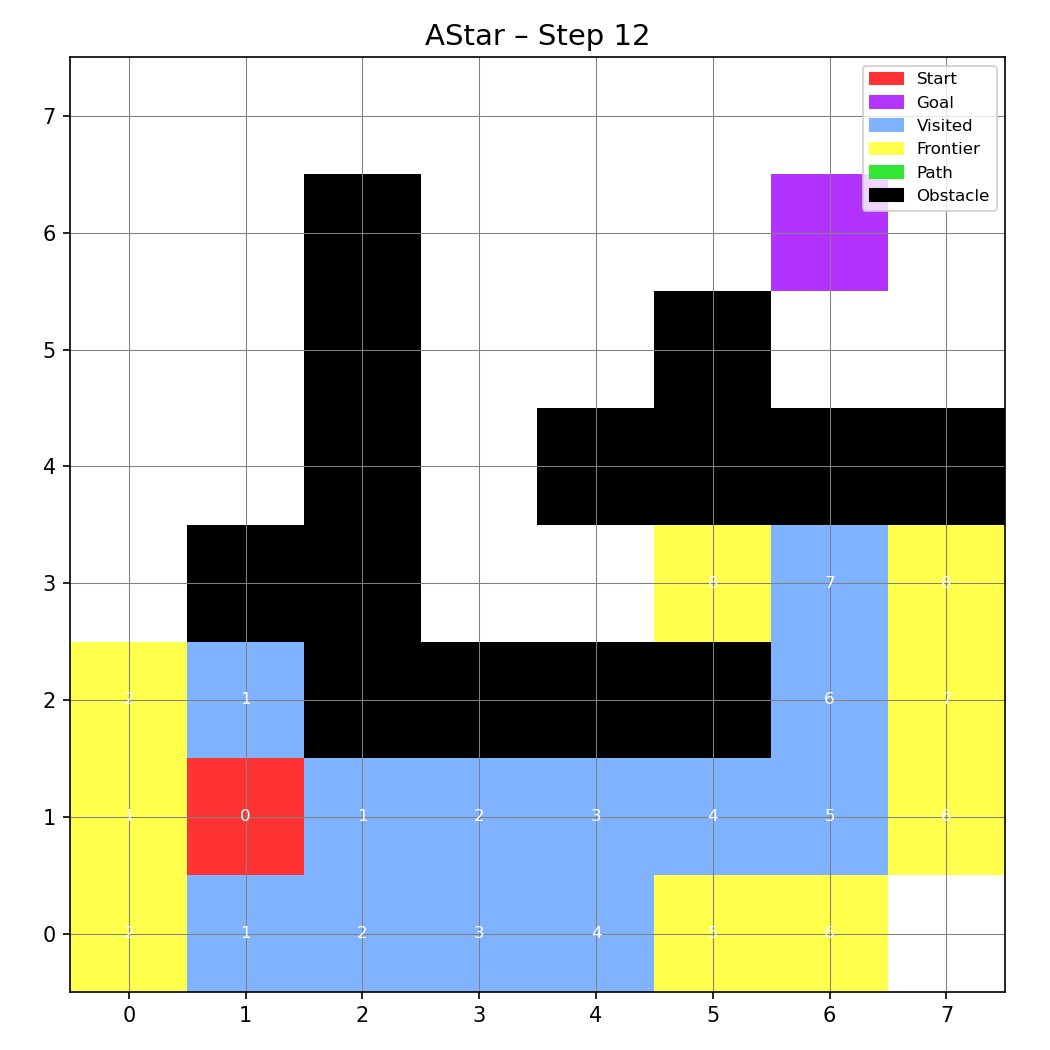 AStar – Step 12
Start
Goal
Visited
Frontier
Path
Obstacle
7
6
5
4
3
2
1
0
8 7 8
2 1 6 7
1 0 1 2 3 4 5 6
2 1 2 3 4 5 6
0 1 2 3 4 5 6 7